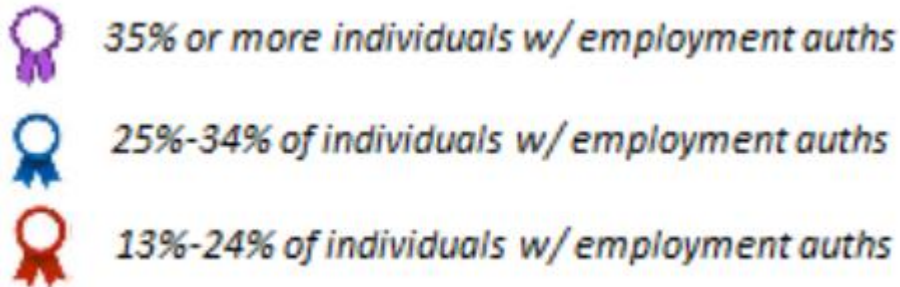 35% or more individuals w/ employment auths
25%-34% of individuals w/ employment auths
13%-24% of individuals w/ employment auths